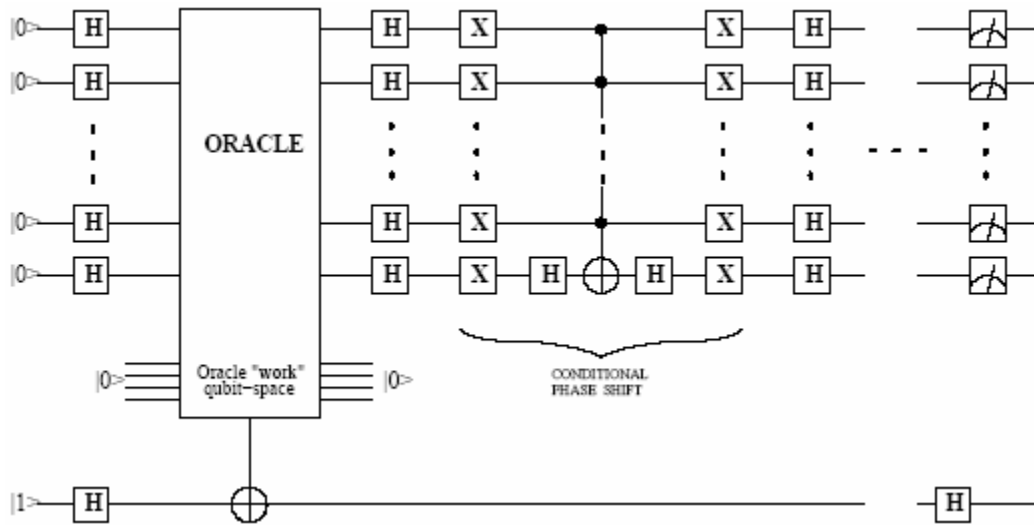 |0> H H X X H
|0> H H X X H
ORACLE
|0> H H X X H
|0> H H X H H X H
|0> Oracle "work" |0>
qubit-space
CONDITIONAL
PHASE SHIFT
|1> H H